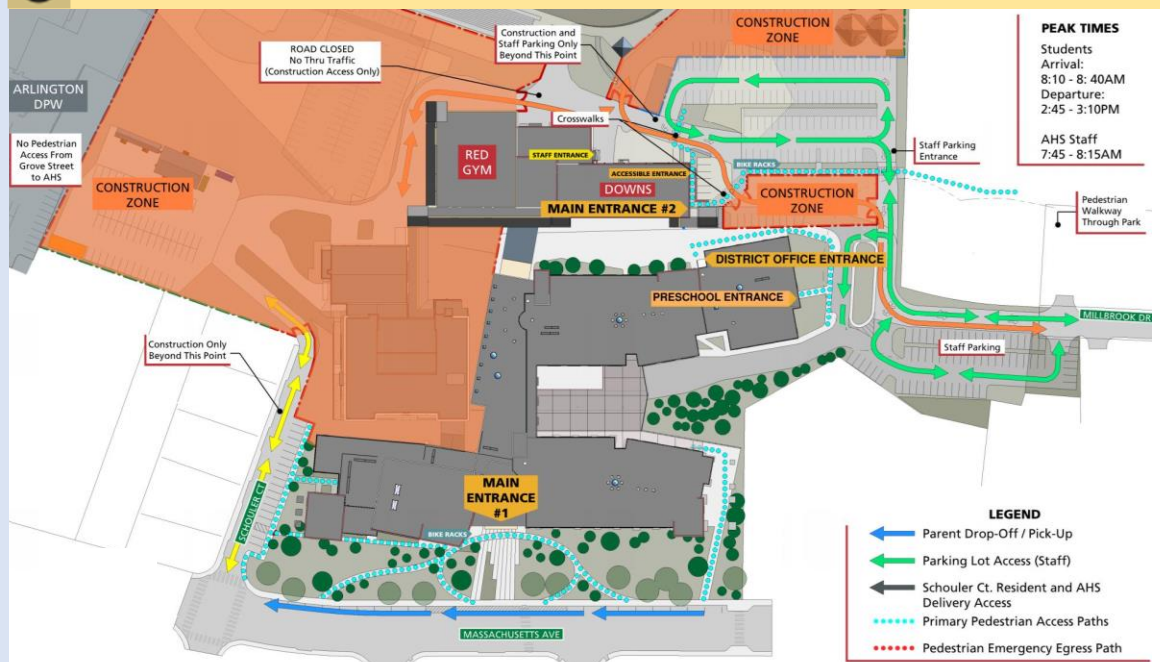 ROAD CLOSED
No Thru Traffic
(Construction Access Only)
Construction and
Staff Parking Only
Beyond This Point
CONSTRUCTION
ZONE
PEAK TIMES
Students
Arrival:
8:10 - 8: 40AM
Departure:
2:45 - 3:10PM
AHS Staff
7:45 - 8:15AM
ARLINGTON
DPW
No Pedestrian
Access From
Grove Street
to AHS
CONSTRUCTION
ZONE
Crosswalks
RED
GYM
STAFF ENTRANCE
ACCESSIBLE ENTRANCE
BIKE RACKS
DOWNS
MAIN ENTRANCE #2
CONSTRUCTION
ZONE
Staff Parking
Entrance
Pedestrian
Walkway
Through Park
DISTRICT OFFICE ENTRANCE
PRESCHOOL ENTRANCE
MILLBROOK DR
Staff Parking
Construction Only
Beyond This Point
SCHOULER CT
MAIN
ENTRANCE
#1
BIKE RACKS
MASSACHUSETTS AVE
LEGEND
Parent Drop-Off / Pick-Up
Parking Lot Access (Staff)
Schouler Ct. Resident and AHS
Delivery Access
Primary Pedestrian Access Paths
Pedestrian Emergency Egress Path